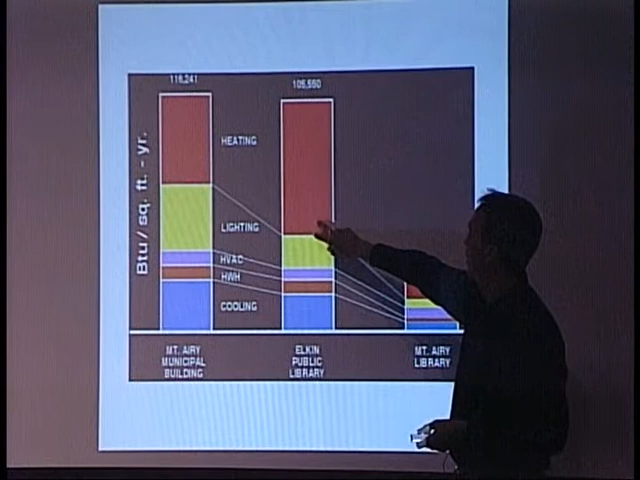 116,241
105,550
HEATING
LIGHTING
HVAC
HWH
COOLING
Btu / sq. ft. - yr.
MT. AIRY
MUNICIPAL
BUILDING
ELKIN
PUBLIC
LIBRARY
MT. AIRY
LIBRARY